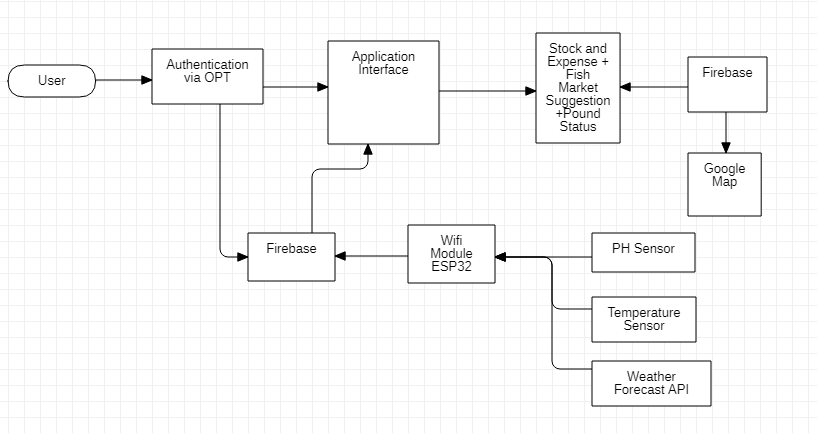 User
Authentication
via OPT
Application
Interface
Stock and
Expense +
Fish
Market
Suggestion
+Pound
Status
Firebase
Google
Map
Firebase
Wifi
Module
ESP32
PH Sensor
Temperature
Sensor
Weather
Forecast API